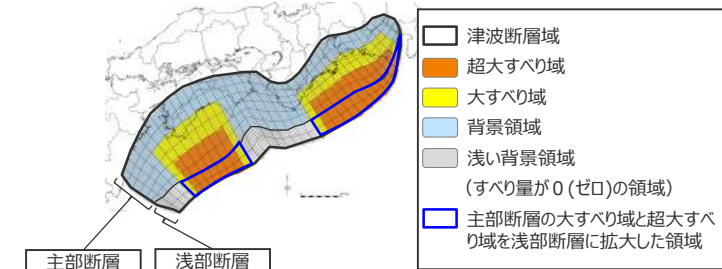 津波断層域
超大すべり域
大すべり域
背景領域
浅い背景領域
（すべり量が０(ゼロ)の領域）
主部断層の大すべり域と超大すべ
り域を浅部断層に拡大した領域
主部断層
浅部断層